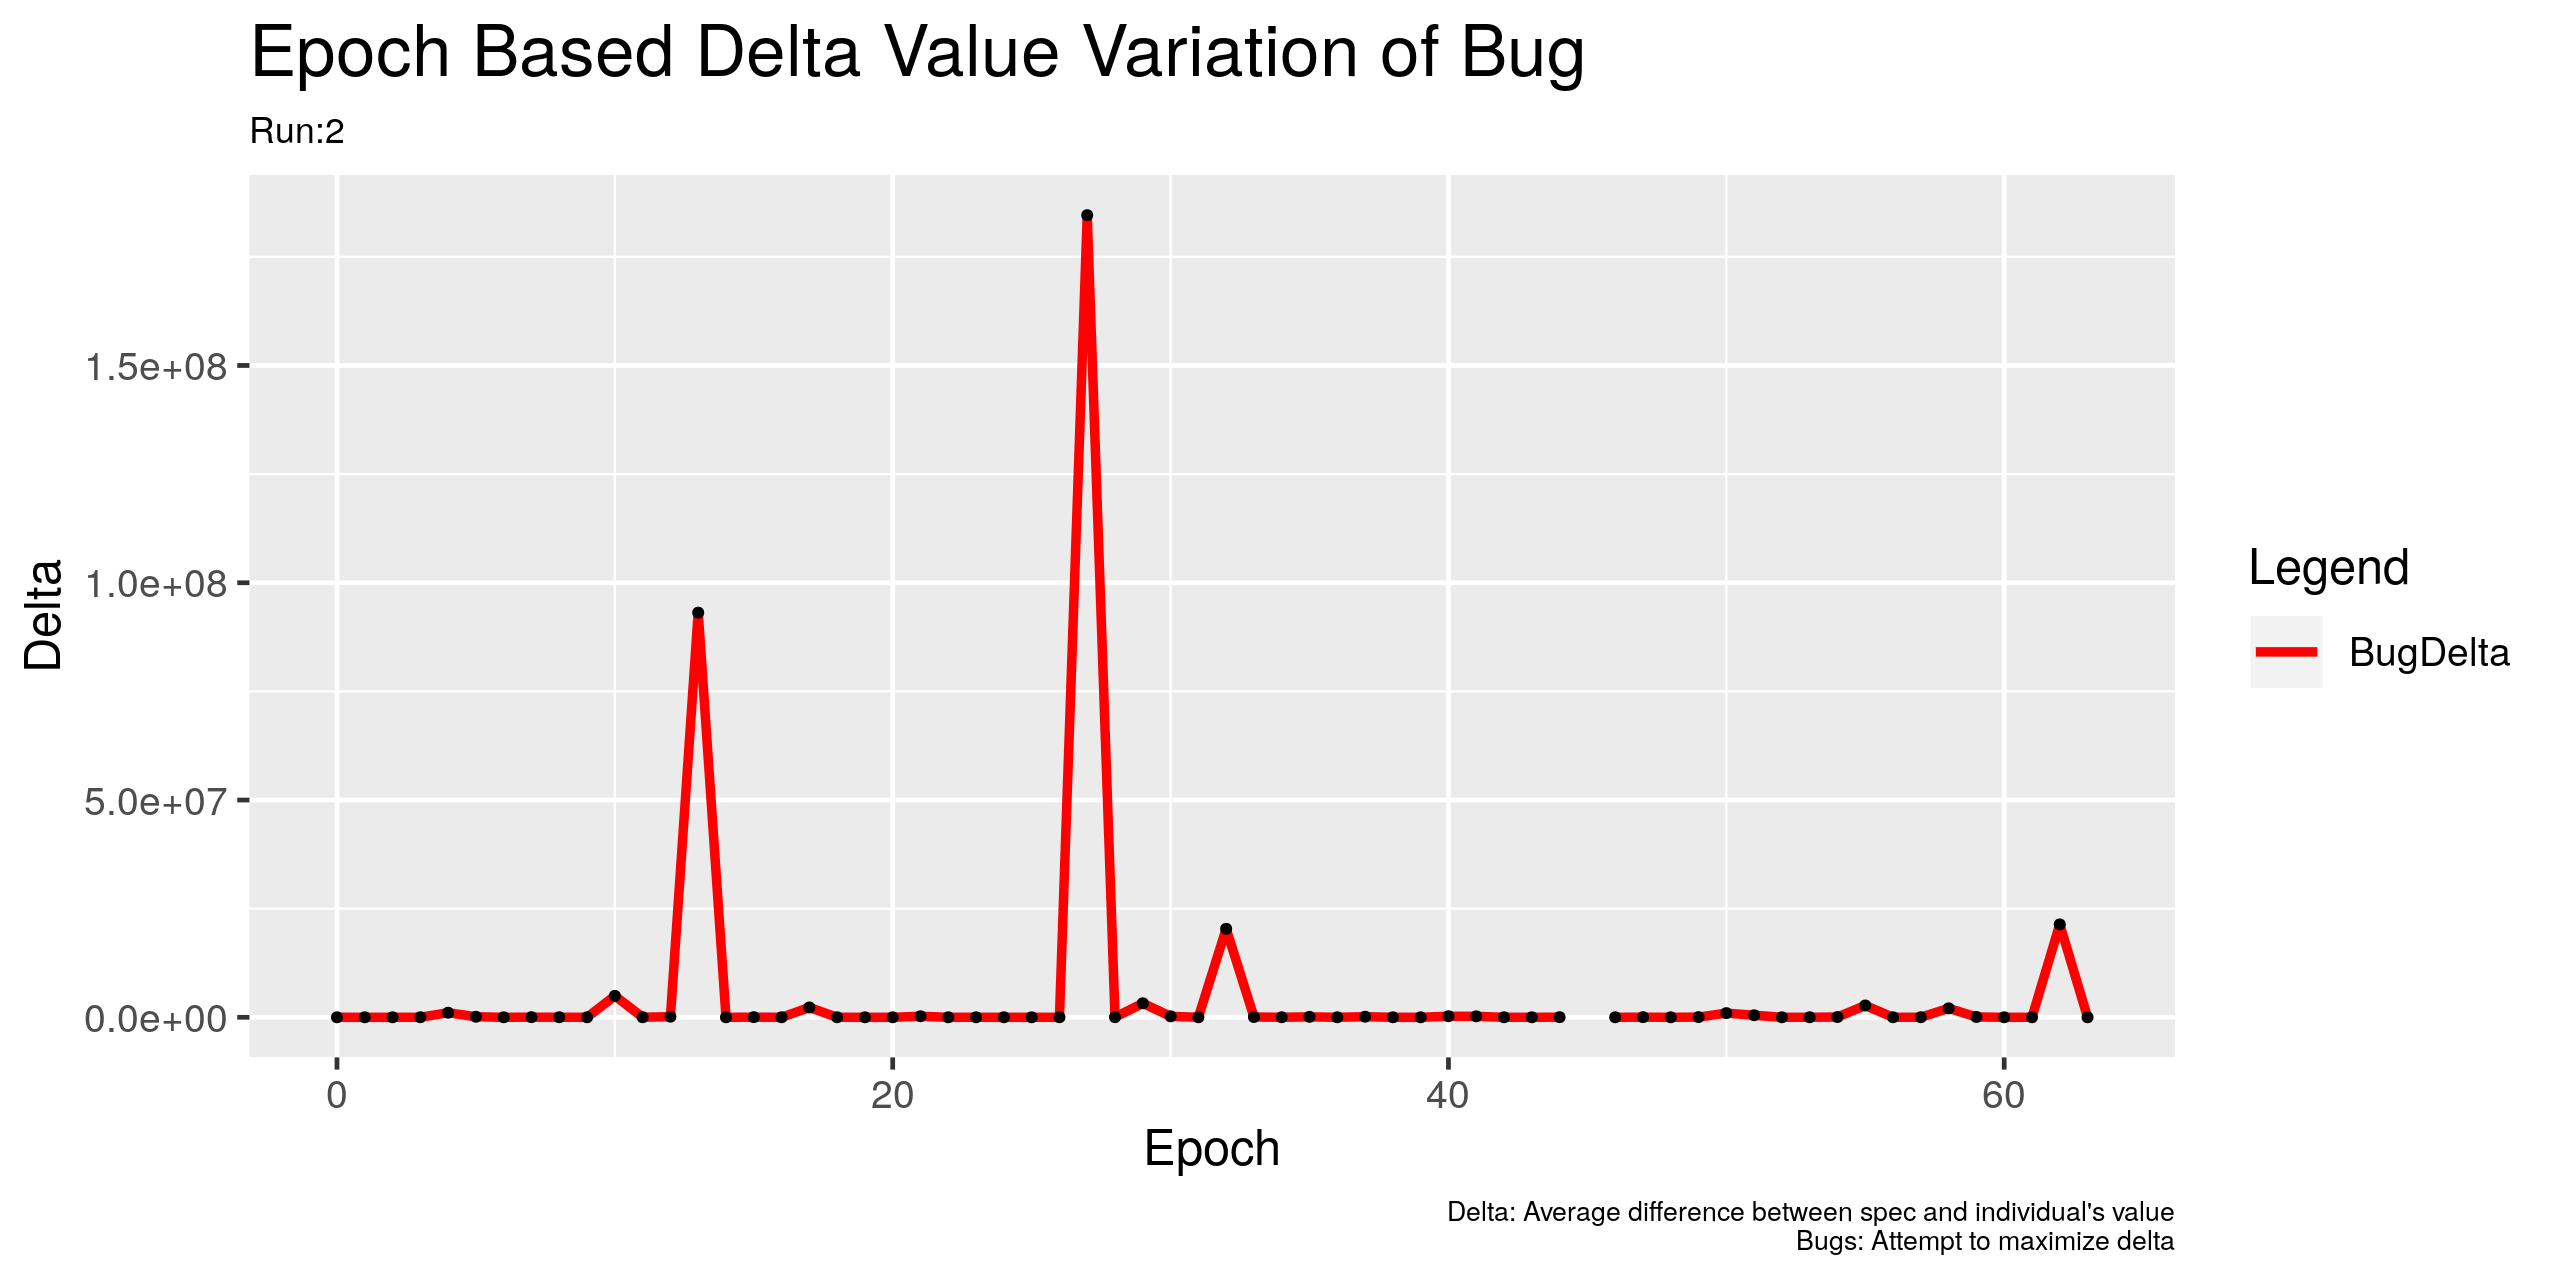 Epoch Based Delta Value Variation of Bug
Run:2
1.5e+08
1.0e+08
5.0e+07
0.0e+00
Delta
0
20
40
60
Epoch
Legend
BugDelta
Delta: Average difference between spec and individual's value
Bugs: Attempt to maximize delta